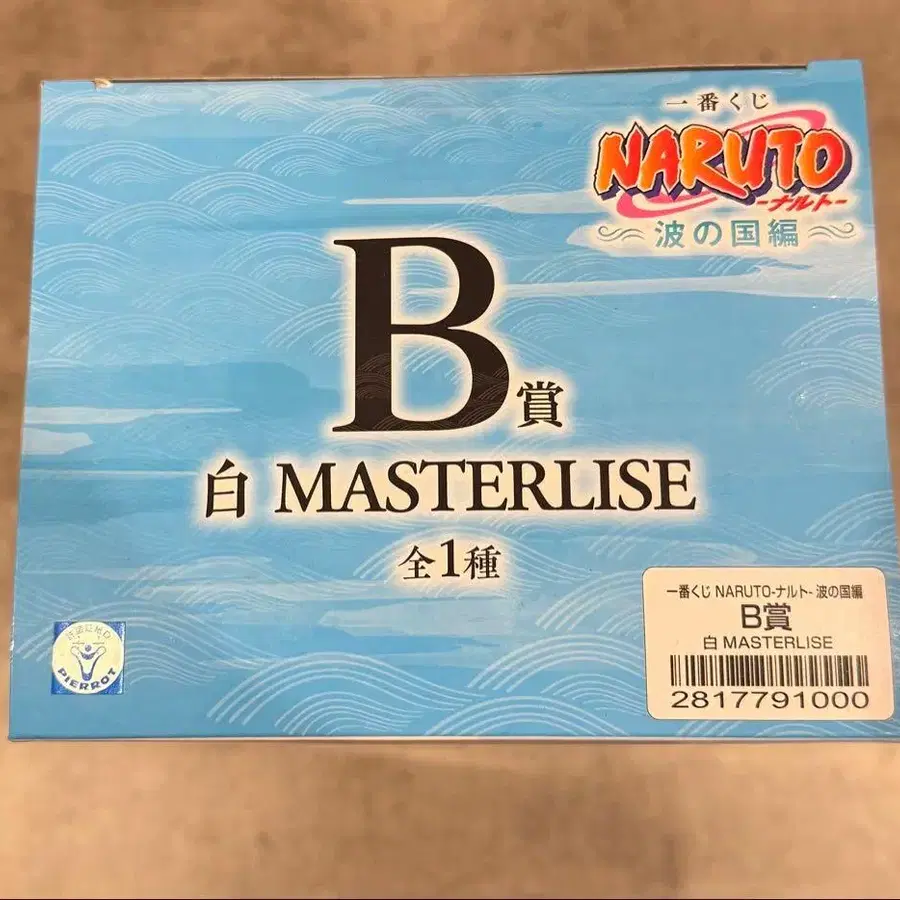 一番くじ
NARUTO
-ナルト-
波の国編
B賞
白 MASTERLISE
全1種
一番くじ NARUTO-ナルト- 波の国編
B賞
白 MASTERLISE
2817791000
PIERROT